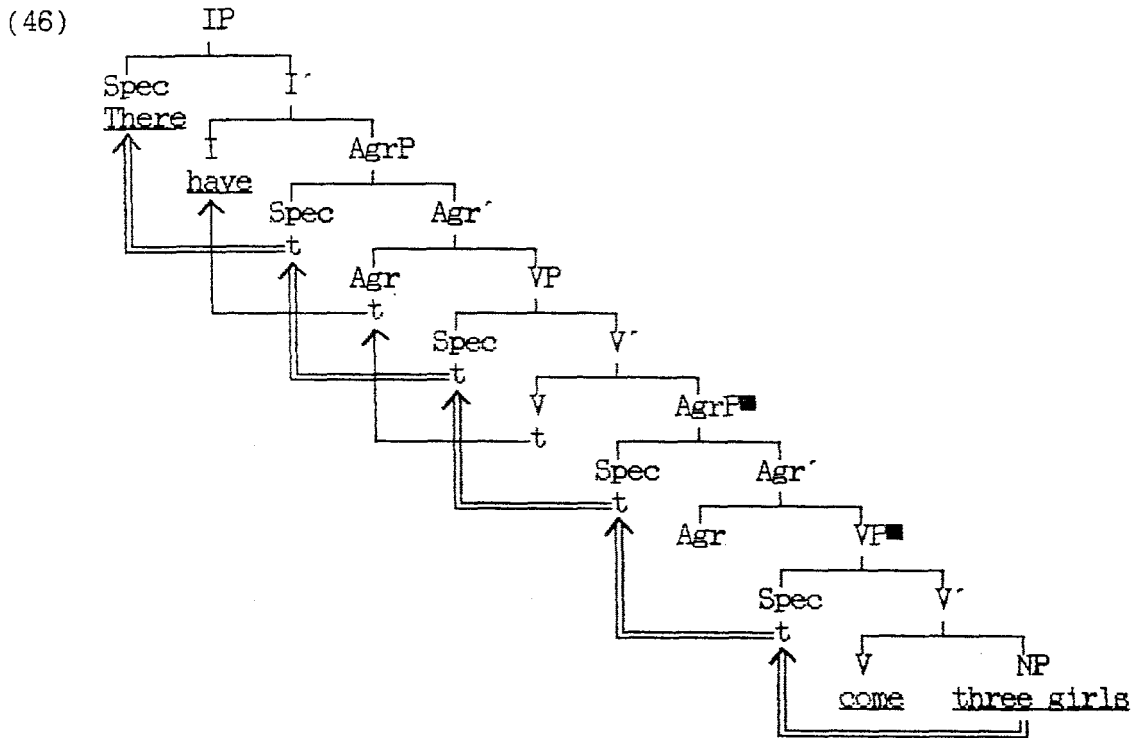 (46) IP
Spec I´
There
I AgrP
have
Spec Agr´
t
Agr VP
t
Spec V´
t
V AgrP■
t
Spec Agr´
t
Agr VP■
Spec V´
t
V NP
come three girls